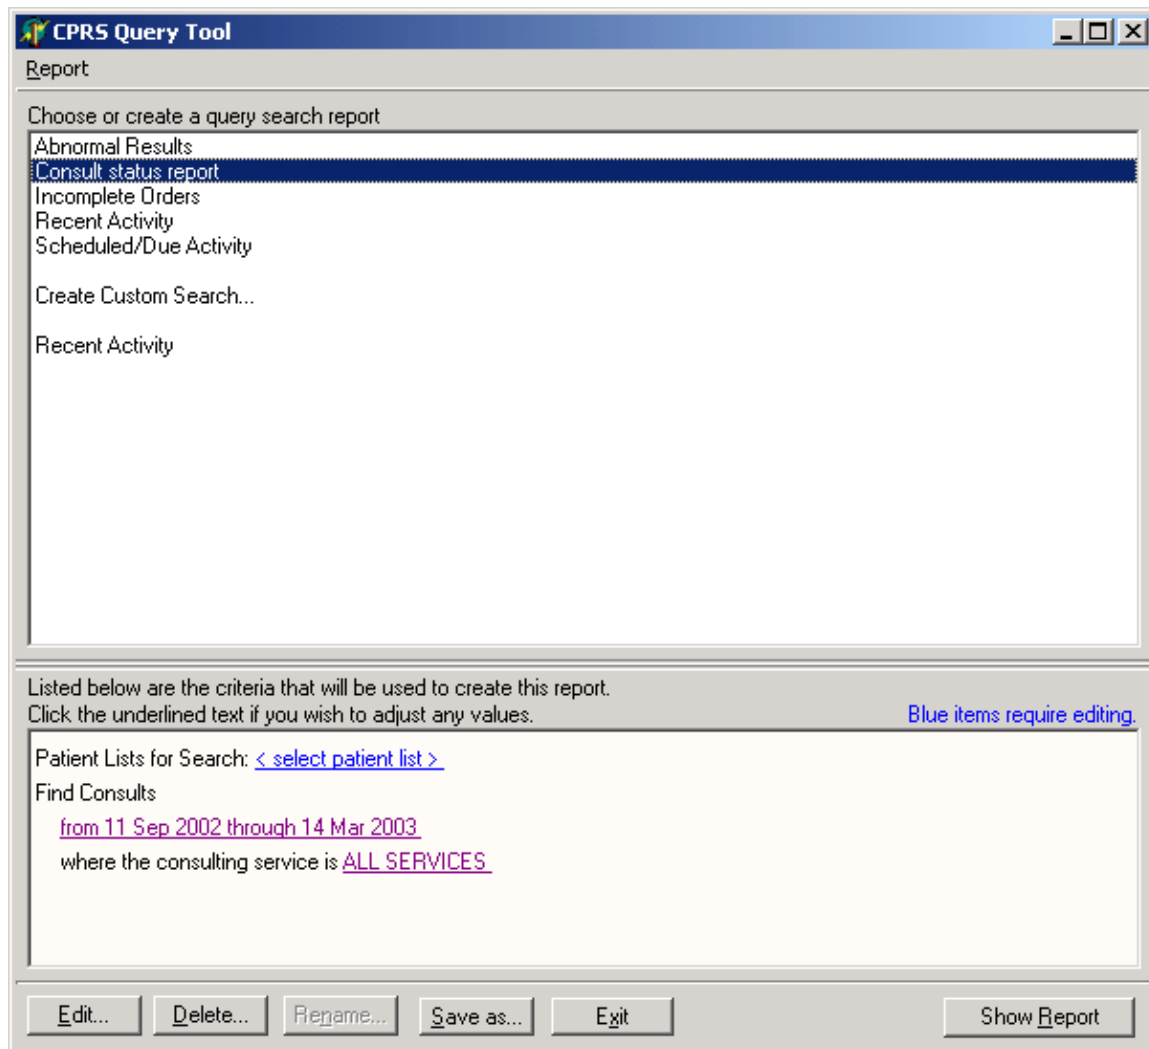 CPRS Query Tool
Report
Choose or create a query search report
Abnormal Results
Consult status report
Incomplete Orders
Recent Activity
Scheduled/Due Activity
Create Custom Search...
Recent Activity
Listed below are the criteria that will be used to create this report.
Click the underlined text if you wish to adjust any values. Blue items require editing.
Patient Lists for Search: < select patient list >
Find Consults
from 11 Sep 2002 through 14 Mar 2003
where the consulting service is ALL SERVICES
Edit... Delete... Rename... Save as... Exit Show Report